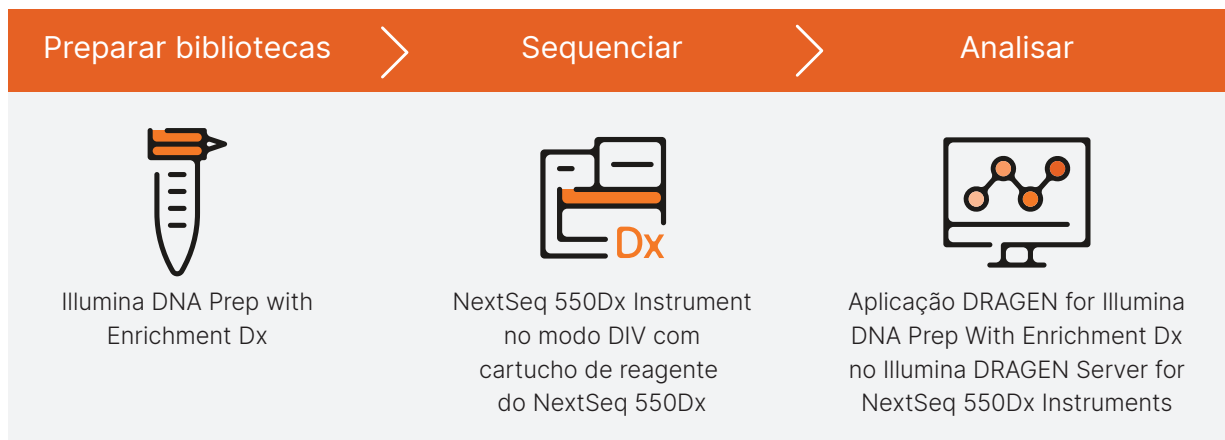 Preparar bibliotecas
Sequenciar
Analisar
Dx
Illumina DNA Prep with
Enrichment Dx
NextSeq 550Dx Instrument
no modo DIV com
cartucho de reagente
do NextSeq 550Dx
Aplicação DRAGEN for Illumina
DNA Prep With Enrichment Dx
no Illumina DRAGEN Server for
NextSeq 550Dx Instruments